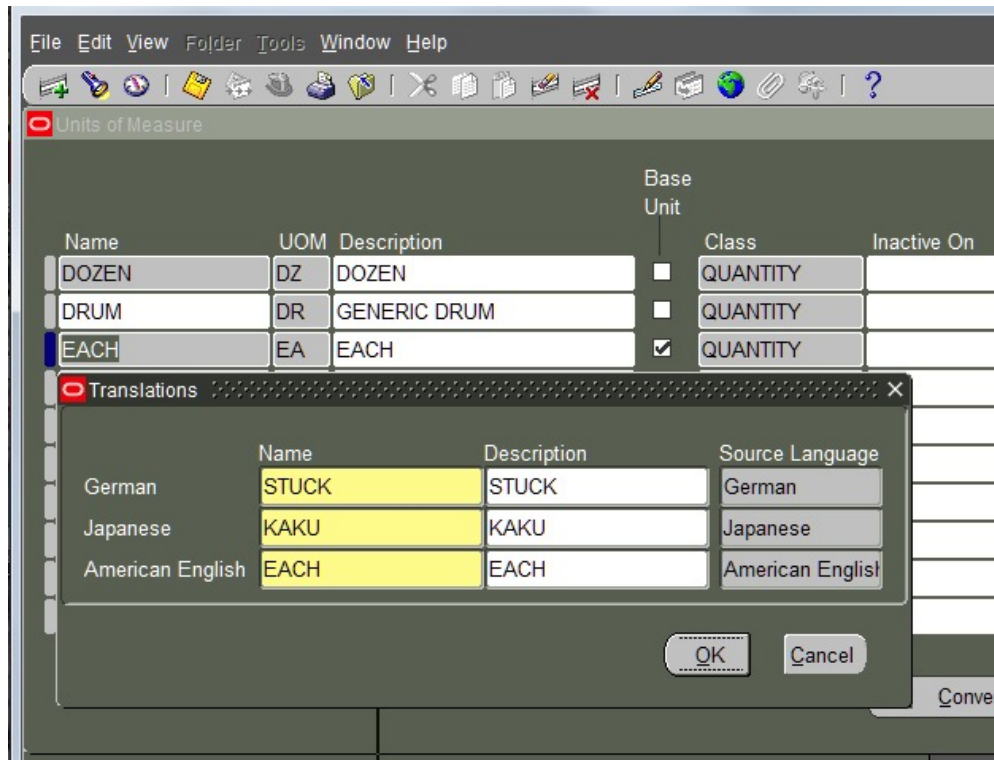 File Edit View Folder Tools Window Help
Units of Measure
Base
Unit
Name UOM Description Class Inactive On
DOZEN DZ DOZEN QUANTITY
DRUM DR GENERIC DRUM QUANTITY
EACH EA EACH QUANTITY
Translations
Name Description Source Language
German STUCK STUCK German
Japanese KAKU KAKU Japanese
American English EACH EACH American English
OK Cancel
Conve